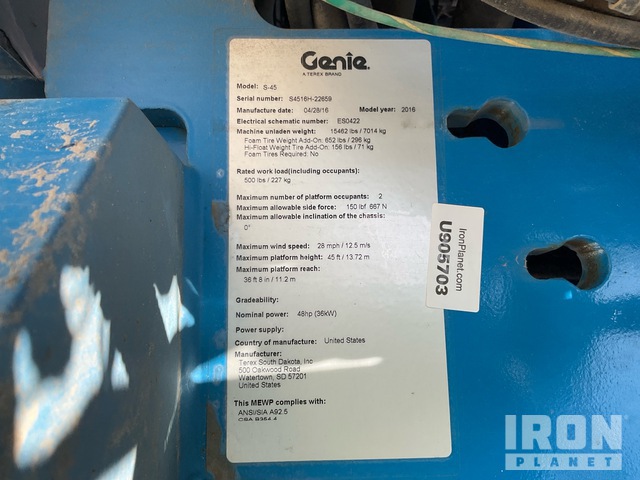 Genie
A TEREX BRAND
Model: S-45
Serial number: S4516H-22659
Manufacture date: 04/28/16 Model year: 2016
Electrical schematic number: ES0422
Machine unladen weight: 15462 lbs / 7014 kg
Foam Tire Weight Add-On: 652 lbs / 296 kg
Hi-Float Weight Tire Add-On: 156 lbs / 71 kg
Foam Tires Required: No
Rated work load(including occupants):
500 lbs / 227 kg
Maximum number of platform occupants: 2
Maximum allowable side force: 150 lbf 667 N
Maximum allowable inclination of the chassis:
0°
Maximum wind speed: 28 mph / 12.5 m/s
Maximum platform height: 45 ft / 13.72 m
Maximum platform reach:
36 ft 8 in / 11.2 m
Gradeability:
Nominal power: 48hp (36kW)
Power supply:
Country of manufacture: United States
Manufacturer:
Terex South Dakota, Inc
500 Oakwood Road
Watertown, SD 57201
United States
This MEWP complies with:
ANSI/SIA A92.5
CSA B354.4
IronPlanet.com
U905703
IRON
PLANET